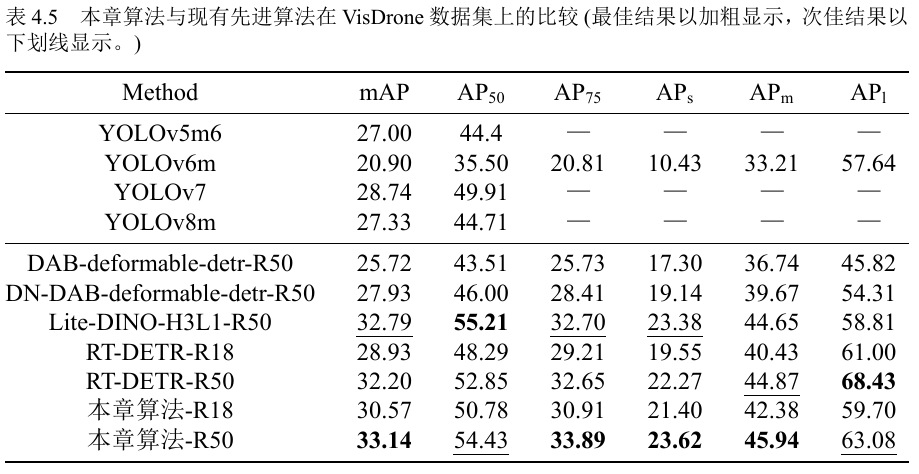 表 4.5 本章算法与现有先进算法在 VisDrone 数据集上的比较 (最佳结果以加粗显示，次佳结果以
下划线显示。)
Method mAP AP50 AP75 APs APm APl
YOLOv5m6 27.00 44.4 — — — —
YOLOv6m 20.90 35.50 20.81 10.43 33.21 57.64
YOLOv7 28.74 49.91 — — — —
YOLOv8m 27.33 44.71 — — — —
DAB-deformable-detr-R50 25.72 43.51 25.73 17.30 36.74 45.82
DN-DAB-deformable-detr-R50 27.93 46.00 28.41 19.14 39.67 54.31
Lite-DINO-H3L1-R50 32.79 55.21 32.70 23.38 44.65 58.81
RT-DETR-R18 28.93 48.29 29.21 19.55 40.43 61.00
RT-DETR-R50 32.20 52.85 32.65 22.27 44.87 68.43
本章算法-R18 30.57 50.78 30.91 21.40 42.38 59.70
本章算法-R50 33.14 54.43 33.89 23.62 45.94 63.08